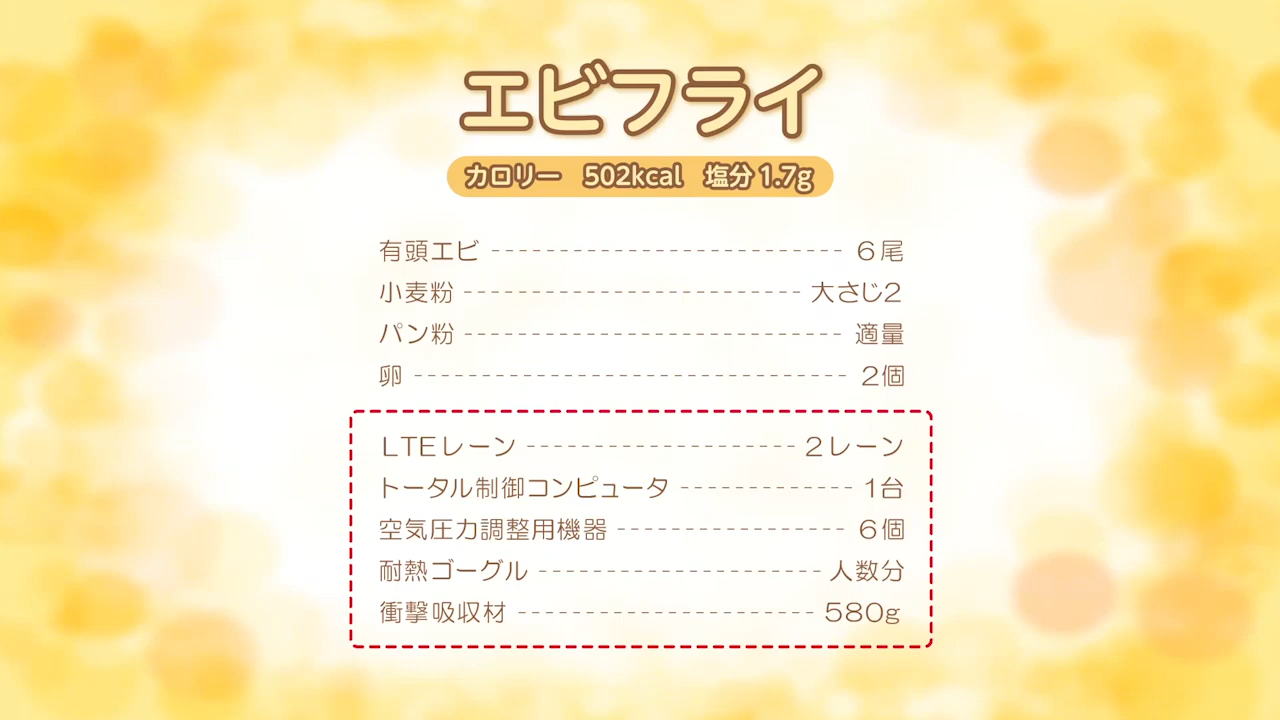 エビフライ
カロリー 502kcal 塩分1.7g
有頭エビ 6尾
小麦粉 大さじ2
パン粉 適量
卵 2個
LTEレーン 2レーン
トータル制御コンピュータ 1台
空気圧力調整用機器 6個
耐熱ゴーグル 人数分
衝撃吸収材 580g